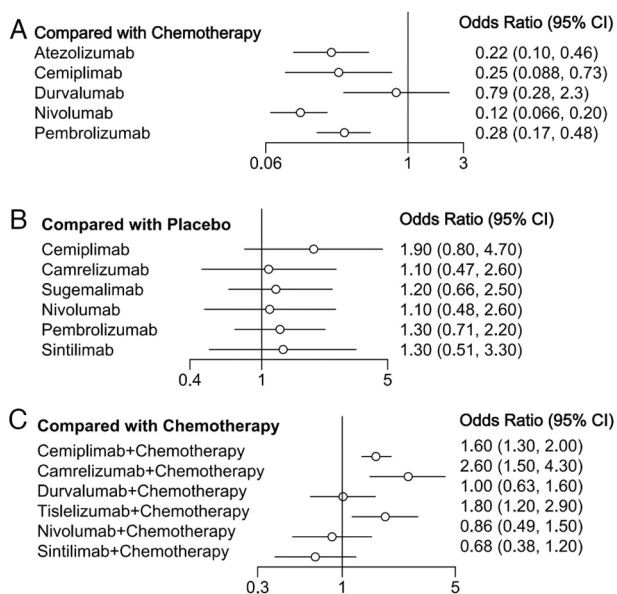 A Compared with Chemotherapy Odds Ratio (95% CI)
Atezolizumab 0.22 (0.10, 0.46)
Cemiplimab 0.25 (0.088, 0.73)
Durvalumab 0.79 (0.28, 2.3)
Nivolumab 0.12 (0.066, 0.20)
Pembrolizumab 0.28 (0.17, 0.48)
0.06 1 3
B Compared with Placebo Odds Ratio (95% CI)
Cemiplimab 1.90 (0.80, 4.70)
Camrelizumab 1.10 (0.47, 2.60)
Sugemalimab 1.20 (0.66, 2.50)
Nivolumab 1.10 (0.48, 2.60)
Pembrolizumab 1.30 (0.71, 2.20)
Sintilimab 1.30 (0.51, 3.30)
0.4 1 5
C Compared with Chemotherapy Odds Ratio (95% CI)
Cemiplimab+Chemotherapy 1.60 (1.30, 2.00)
Camrelizumab+Chemotherapy 2.60 (1.50, 4.30)
Durvalumab+Chemotherapy 1.00 (0.63, 1.60)
Tislelizumab+Chemotherapy 1.80 (1.20, 2.90)
Nivolumab+Chemotherapy 0.86 (0.49, 1.50)
Sintilimab+Chemotherapy 0.68 (0.38, 1.20)
0.3 1 5